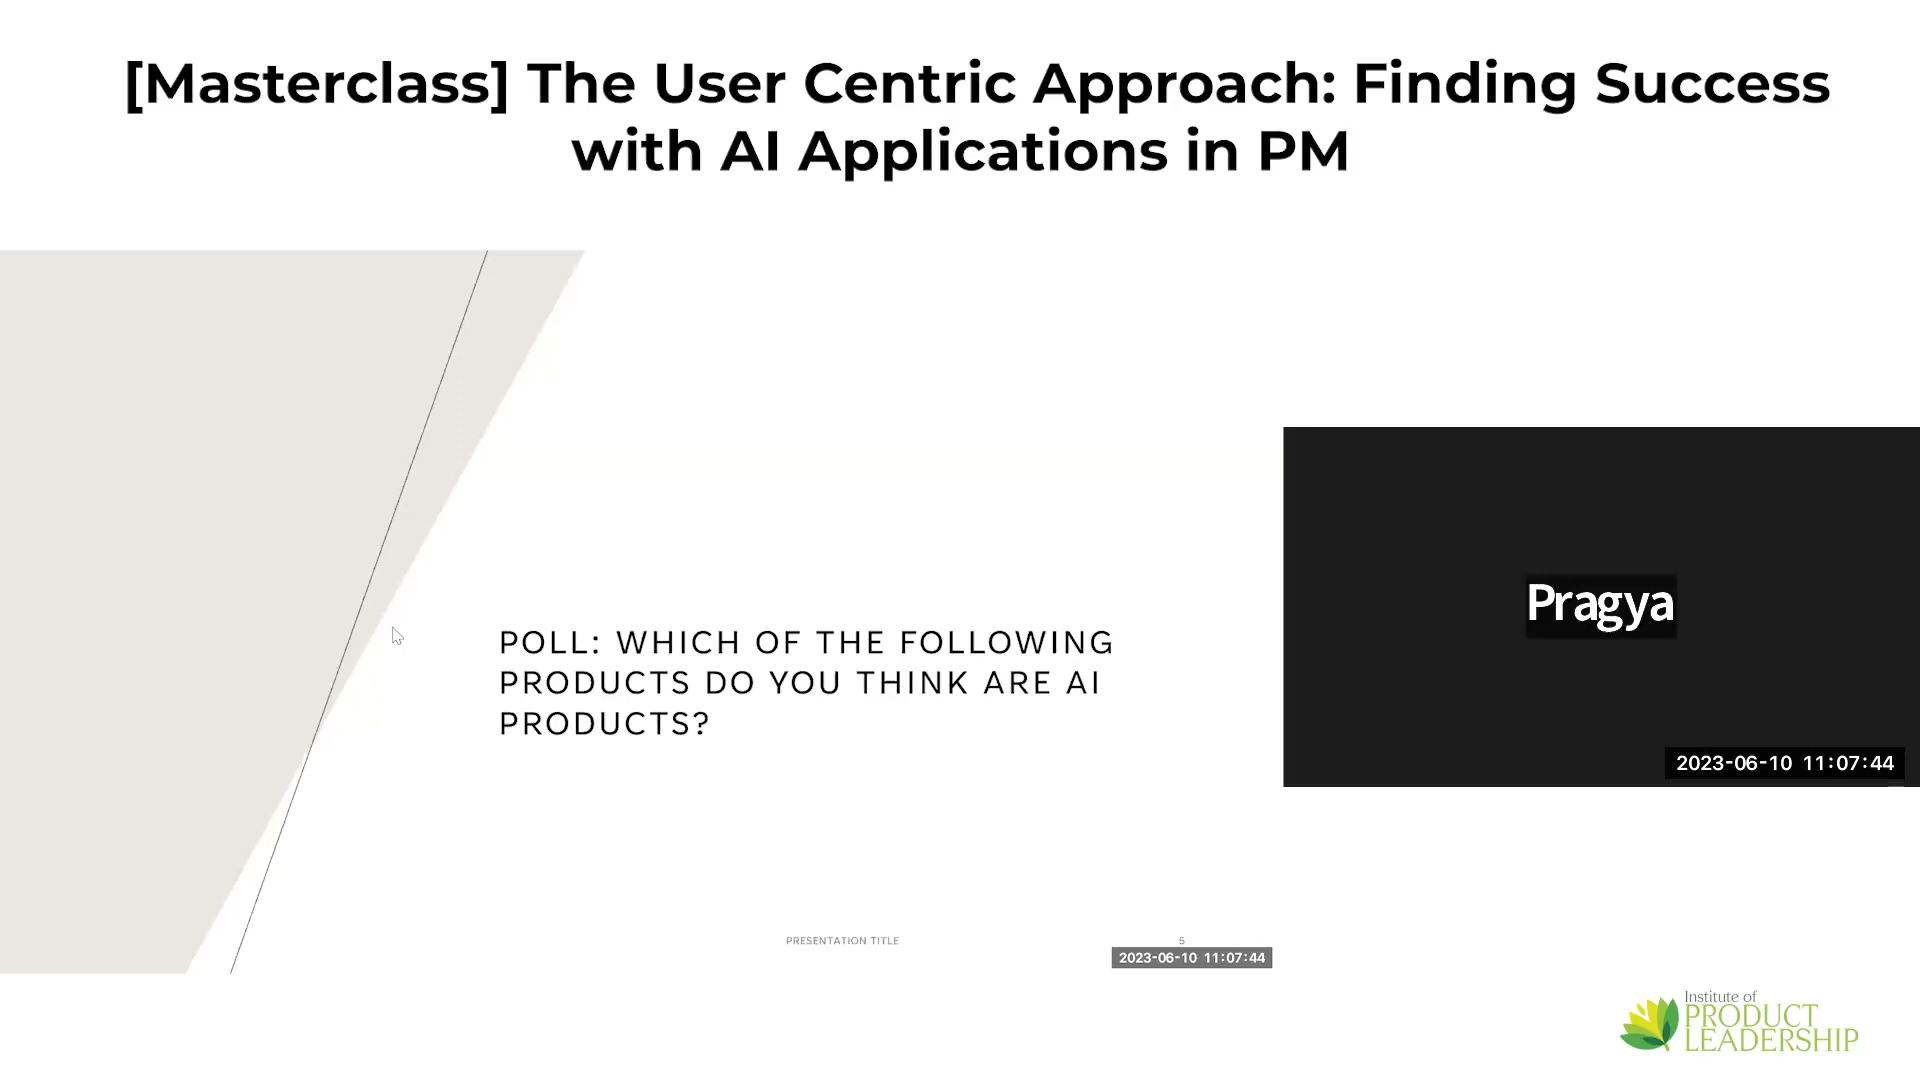 [Masterclass] The User Centric Approach: Finding Success
with AI Applications in PM
POLL: WHICH OF THE FOLLOWING
PRODUCTS DO YOU THINK ARE AI
PRODUCTS?
Pragya
2023-06-10 11:07:44
PRESENTATION TITLE
5
2023-06-10 11:07:44
Institute of
PRODUCT
LEADERSHIP